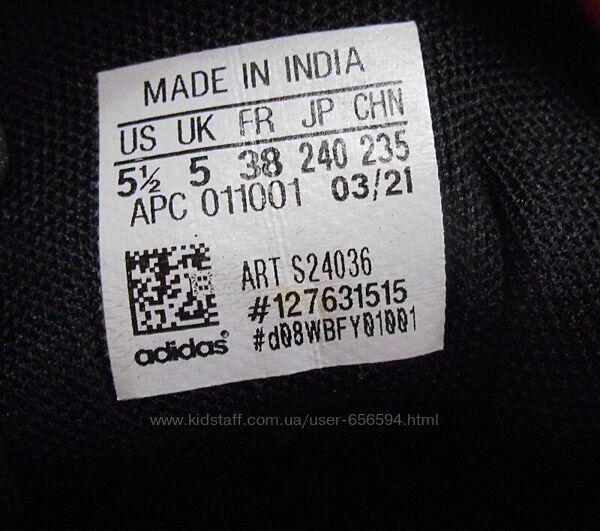 MADE IN INDIA
US UK FR JP CHN
5½ 5 38 240 235
APC 011001 03/21
ART S24036
#127631515
adidas®
#d08WBFY01001
www.kidstaff.com.ua/user-656594.html